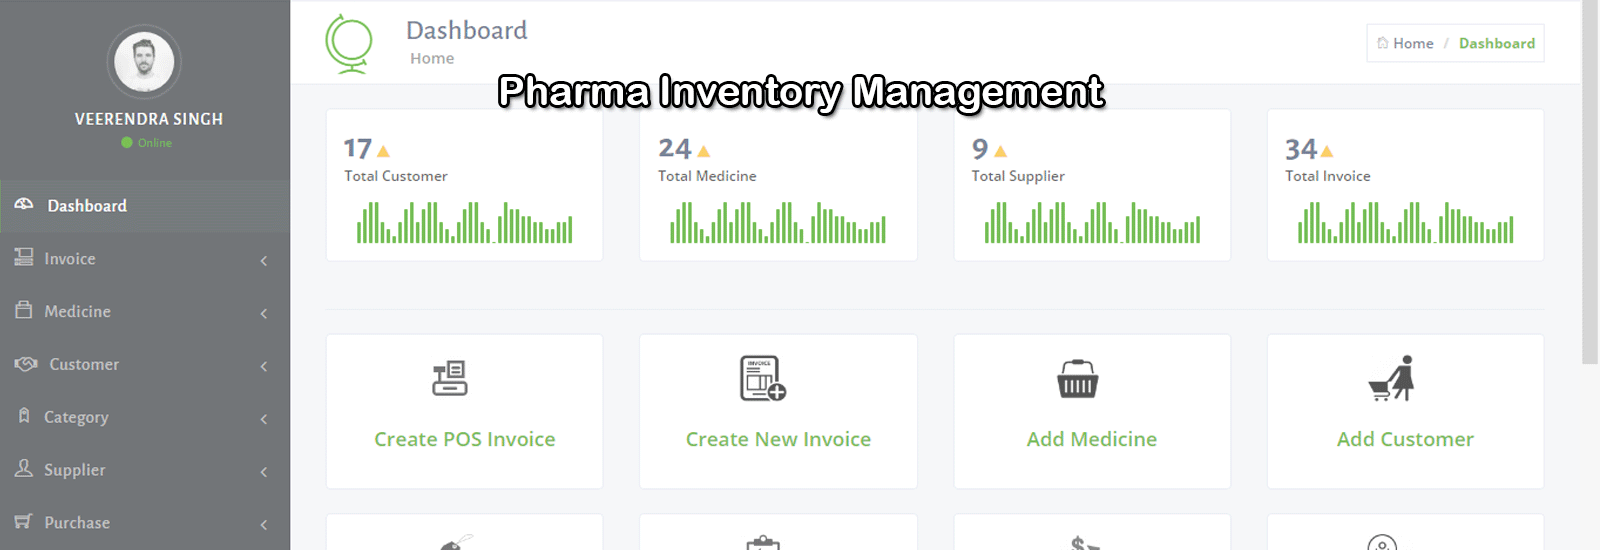 VEERENDRA SINGH
Online
Dashboard
Invoice
Medicine
Customer
Category
Supplier
Purchase
Dashboard
Home
Home / Dashboard
Pharma Inventory Management
17
Total Customer
24
Total Medicine
9
Total Supplier
34
Total Invoice
Create POS Invoice
INVOICE
Create New Invoice
Add Medicine
Add Customer
$